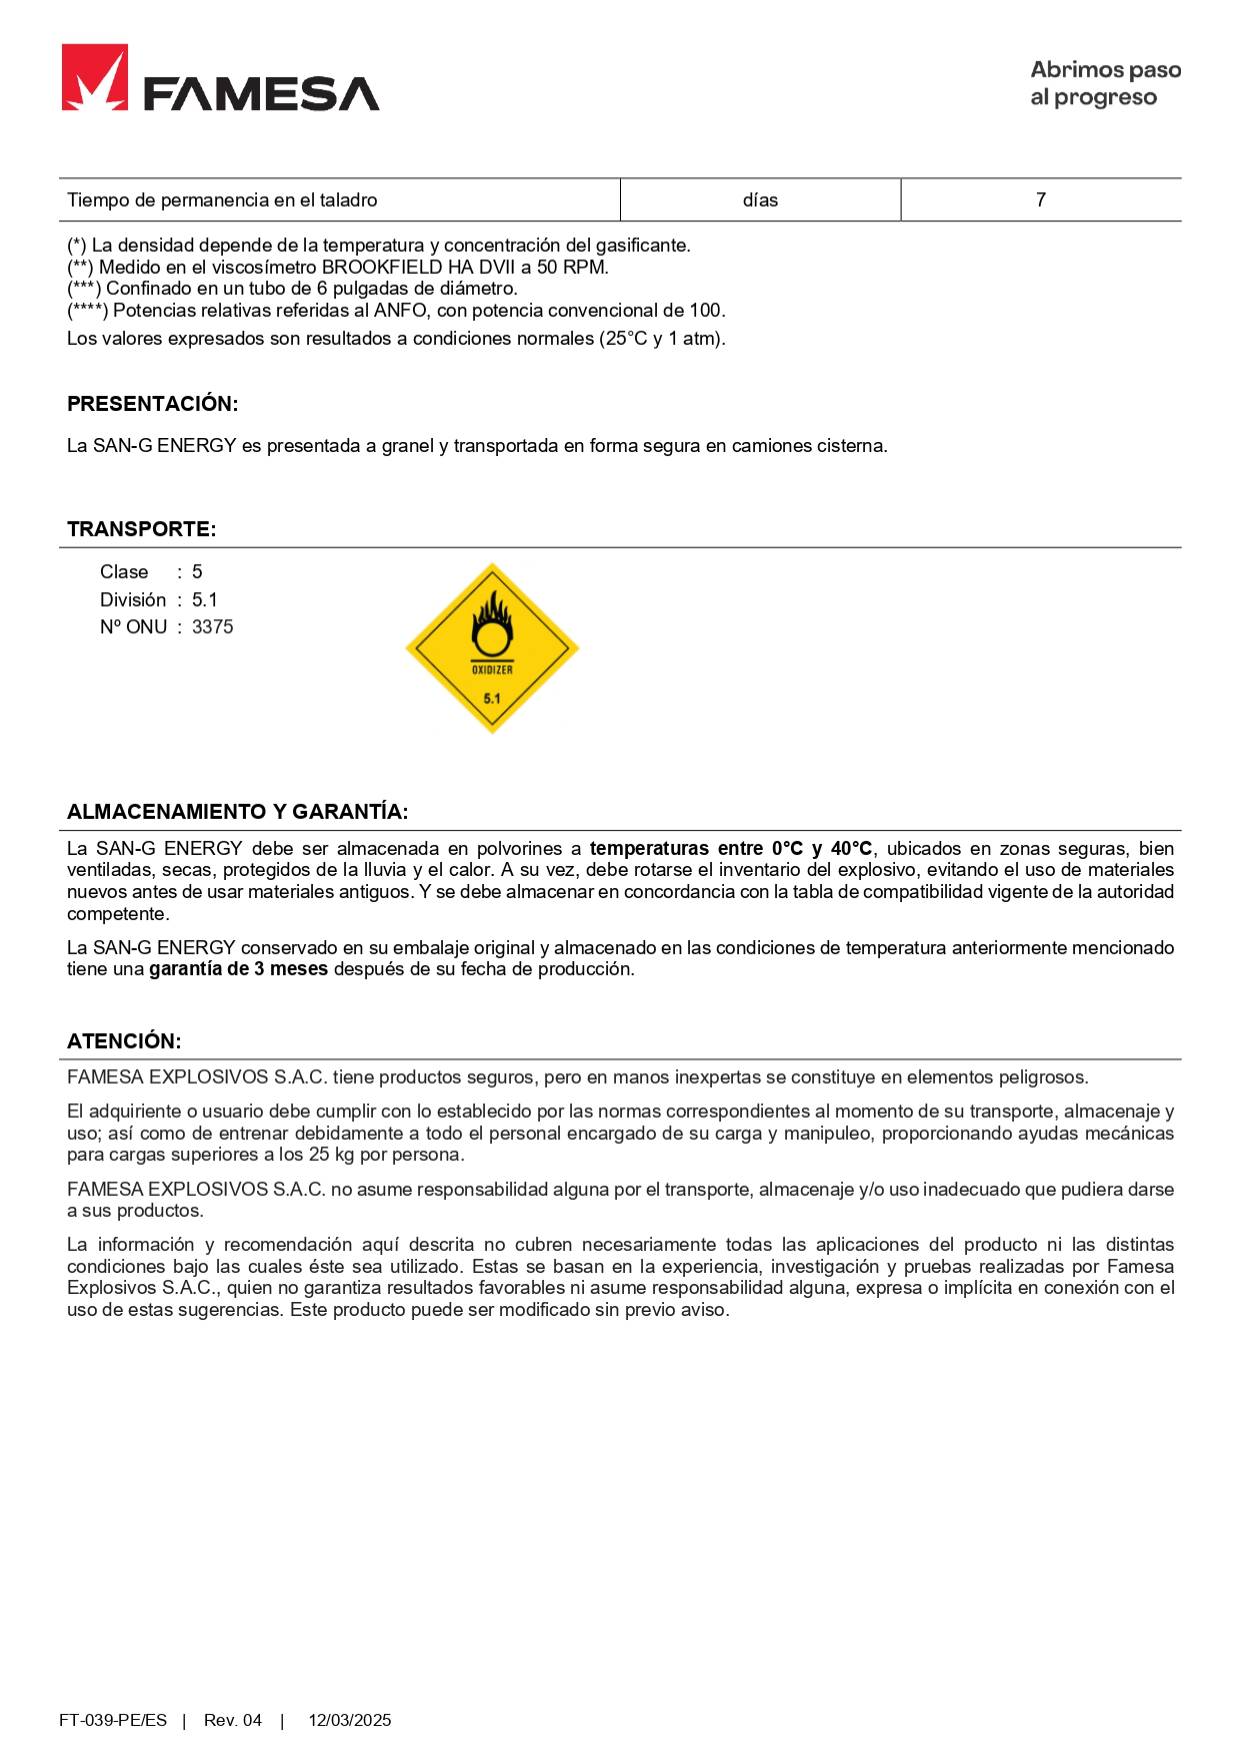 FAMESA
Abrimos paso
al progreso
Tiempo de permanencia en el taladro días 7
(*) La densidad depende de la temperatura y concentración del gasificante.
(**) Medido en el viscosímetro BROOKFIELD HA DVII a 50 RPM.
(***) Confinado en un tubo de 6 pulgadas de diámetro.
(****) Potencias relativas referidas al ANFO, con potencia convencional de 100.
Los valores expresados son resultados a condiciones normales (25°C y 1 atm).
PRESENTACIÓN:
La SAN-G ENERGY es presentada a granel y transportada en forma segura en camiones cisterna.
TRANSPORTE:
Clase : 5
División : 5.1
Nº ONU : 3375
OXIDIZER
5.1
ALMACENAMIENTO Y GARANTÍA:
La SAN-G ENERGY debe ser almacenada en polvorines a temperaturas entre 0°C y 40°C, ubicados en zonas seguras, bien
ventiladas, secas, protegidos de la lluvia y el calor. A su vez, debe rotarse el inventario del explosivo, evitando el uso de materiales
nuevos antes de usar materiales antiguos. Y se debe almacenar en concordancia con la tabla de compatibilidad vigente de la autoridad
competente.
La SAN-G ENERGY conservado en su embalaje original y almacenado en las condiciones de temperatura anteriormente mencionado
tiene una garantía de 3 meses después de su fecha de producción.
ATENCIÓN:
FAMESA EXPLOSIVOS S.A.C. tiene productos seguros, pero en manos inexpertas se constituye en elementos peligrosos.
El adquiriente o usuario debe cumplir con lo establecido por las normas correspondientes al momento de su transporte, almacenaje y
uso; así como de entrenar debidamente a todo el personal encargado de su carga y manipuleo, proporcionando ayudas mecánicas
para cargas superiores a los 25 kg por persona.
FAMESA EXPLOSIVOS S.A.C. no asume responsabilidad alguna por el transporte, almacenaje y/o uso inadecuado que pudiera darse
a sus productos.
La información y recomendación aquí descrita no cubren necesariamente todas las aplicaciones del producto ni las distintas
condiciones bajo las cuales éste sea utilizado. Estas se basan en la experiencia, investigación y pruebas realizadas por Famesa
Explosivos S.A.C., quien no garantiza resultados favorables ni asume responsabilidad alguna, expresa o implícita en conexión con el
uso de estas sugerencias. Este producto puede ser modificado sin previo aviso.
FT-039-PE/ES | Rev. 04 | 12/03/2025